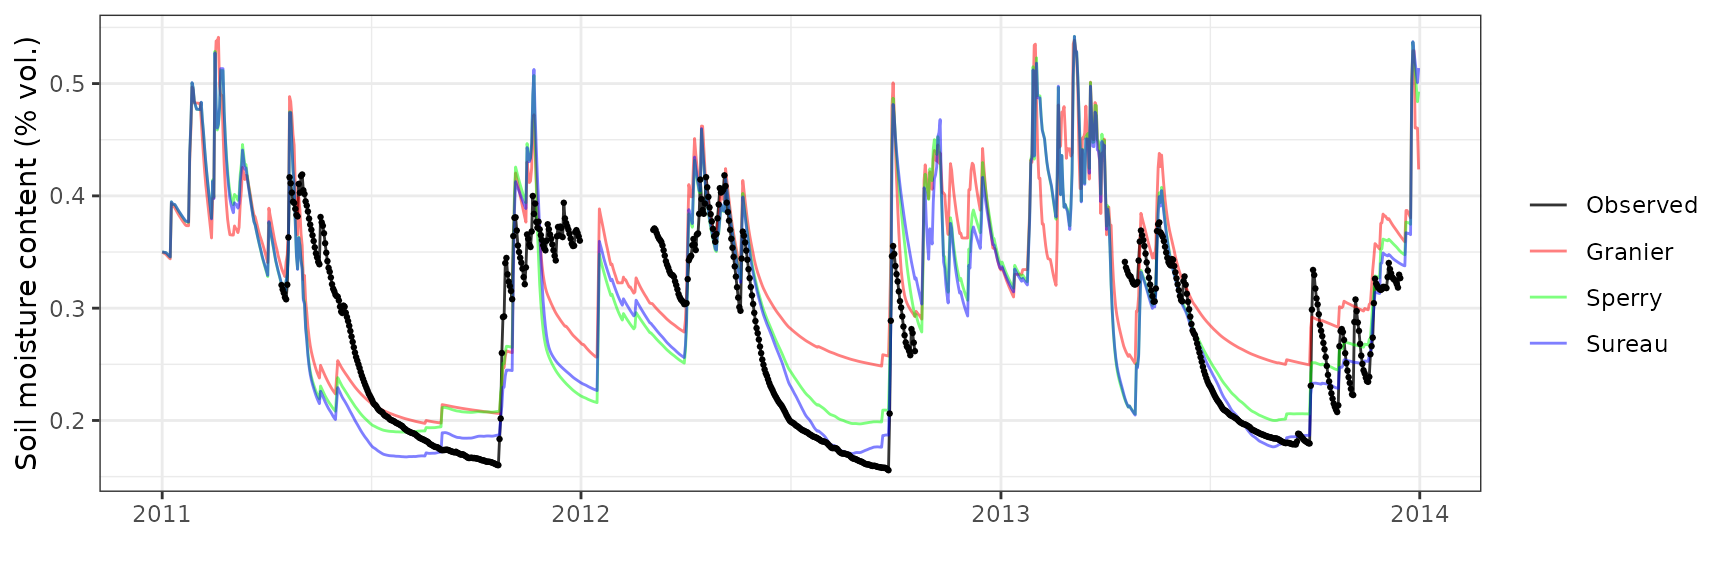 Soil moisture content (% vol.)
0.5
0.4
0.3
0.2
2011 2012 2013 2014
Observed
Granier
Sperry
Sureau